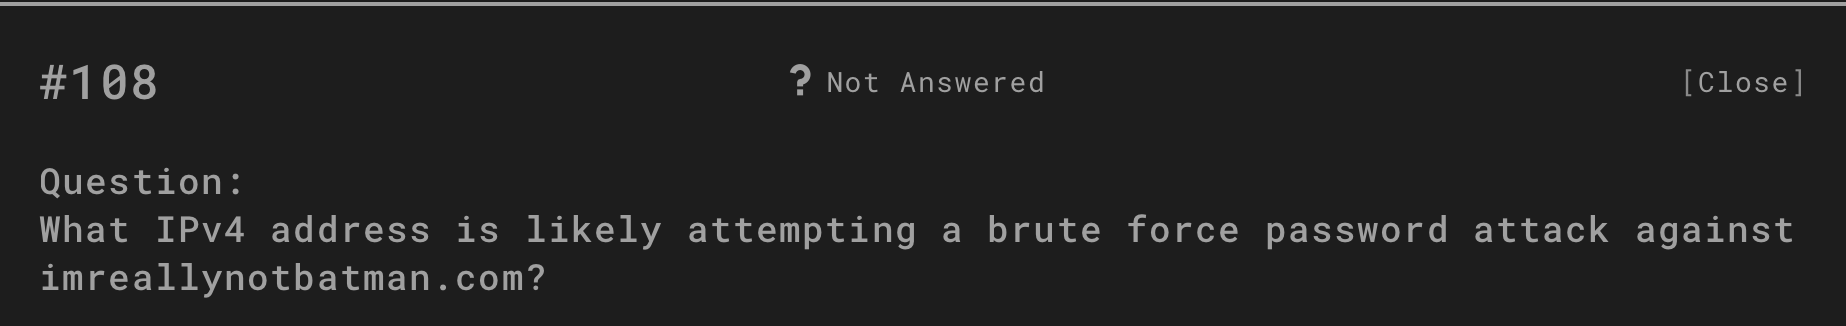 #108
? Not Answered
[Close]
Question:
What IPv4 address is likely attempting a brute force password attack against
imreallynotbatman.com?